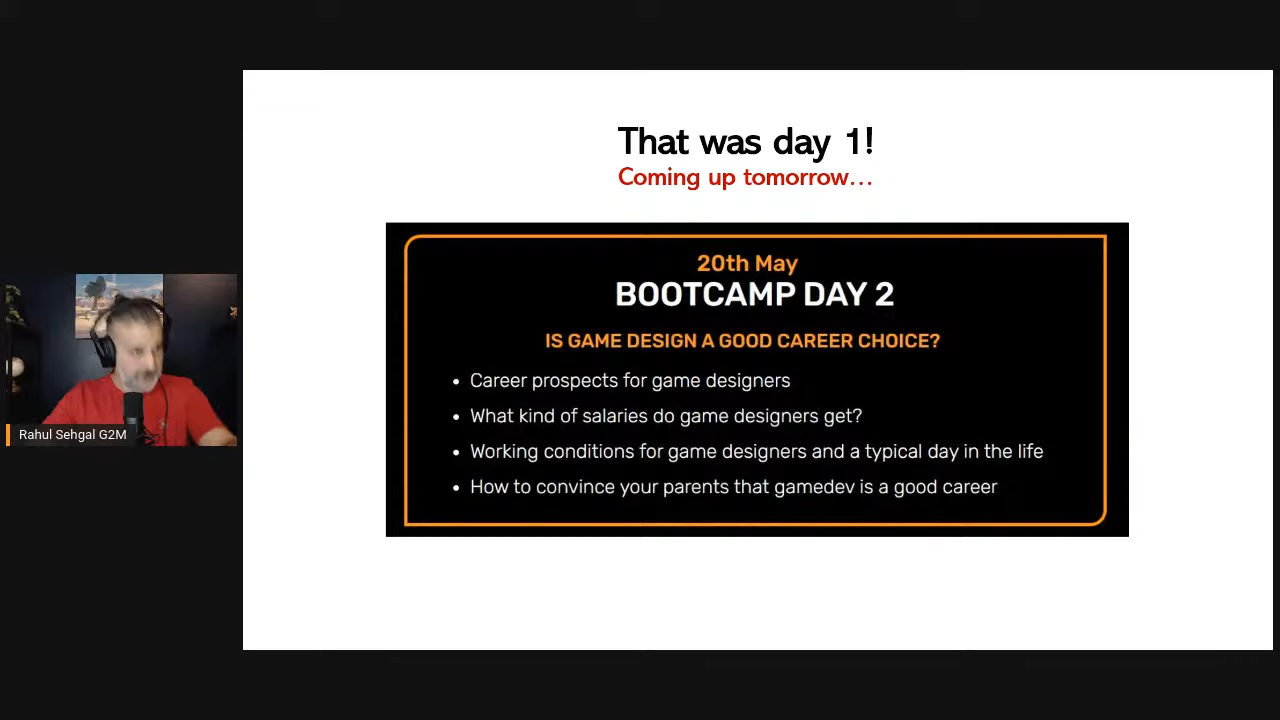 That was day 1!
Coming up tomorrow...
20th May
BOOTCAMP DAY 2
IS GAME DESIGN A GOOD CAREER CHOICE?
• Career prospects for game designers
• What kind of salaries do game designers get?
• Working conditions for game designers and a typical day in the life
• How to convince your parents that gamedev is a good career
Rahul Sehgal G2M